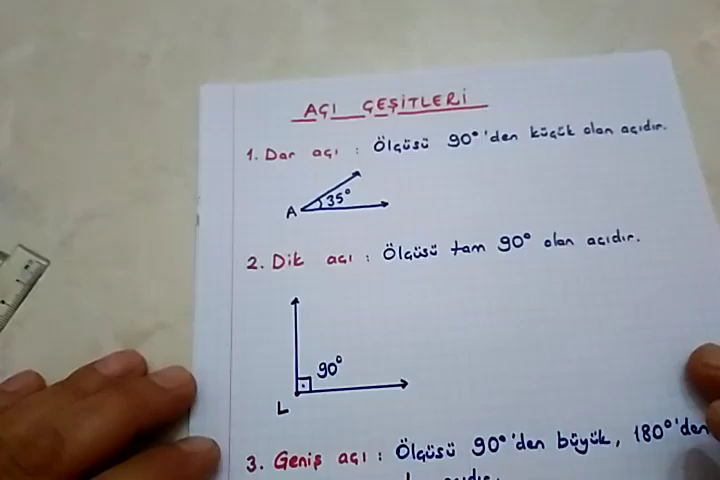 AÇI ÇEŞİTLERİ
1. Dar açı : Ölçüsü 90°'den küçük olan açıdır.
35°
A
2. Dik açı : Ölçüsü tam 90° olan açıdır.
90°
L
3. Geniş açı : Ölçüsü 90°'den büyük, 180°'den